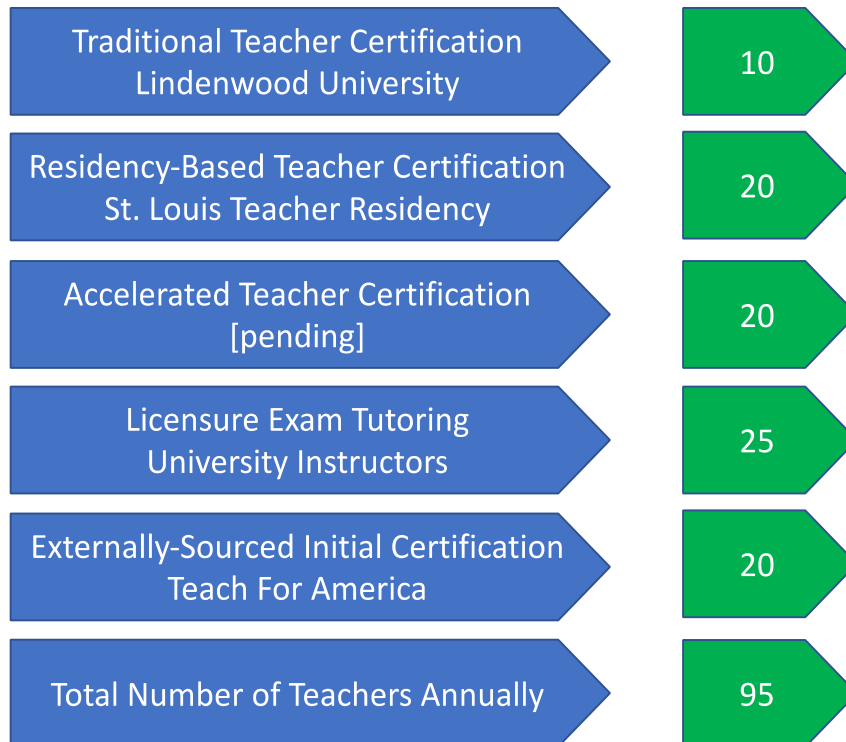 Traditional Teacher Certification
Lindenwood University
10
Residency-Based Teacher Certification
St. Louis Teacher Residency
20
Accelerated Teacher Certification
[pending]
20
Licensure Exam Tutoring
University Instructors
25
Externally-Sourced Initial Certification
Teach For America
20
Total Number of Teachers Annually
95